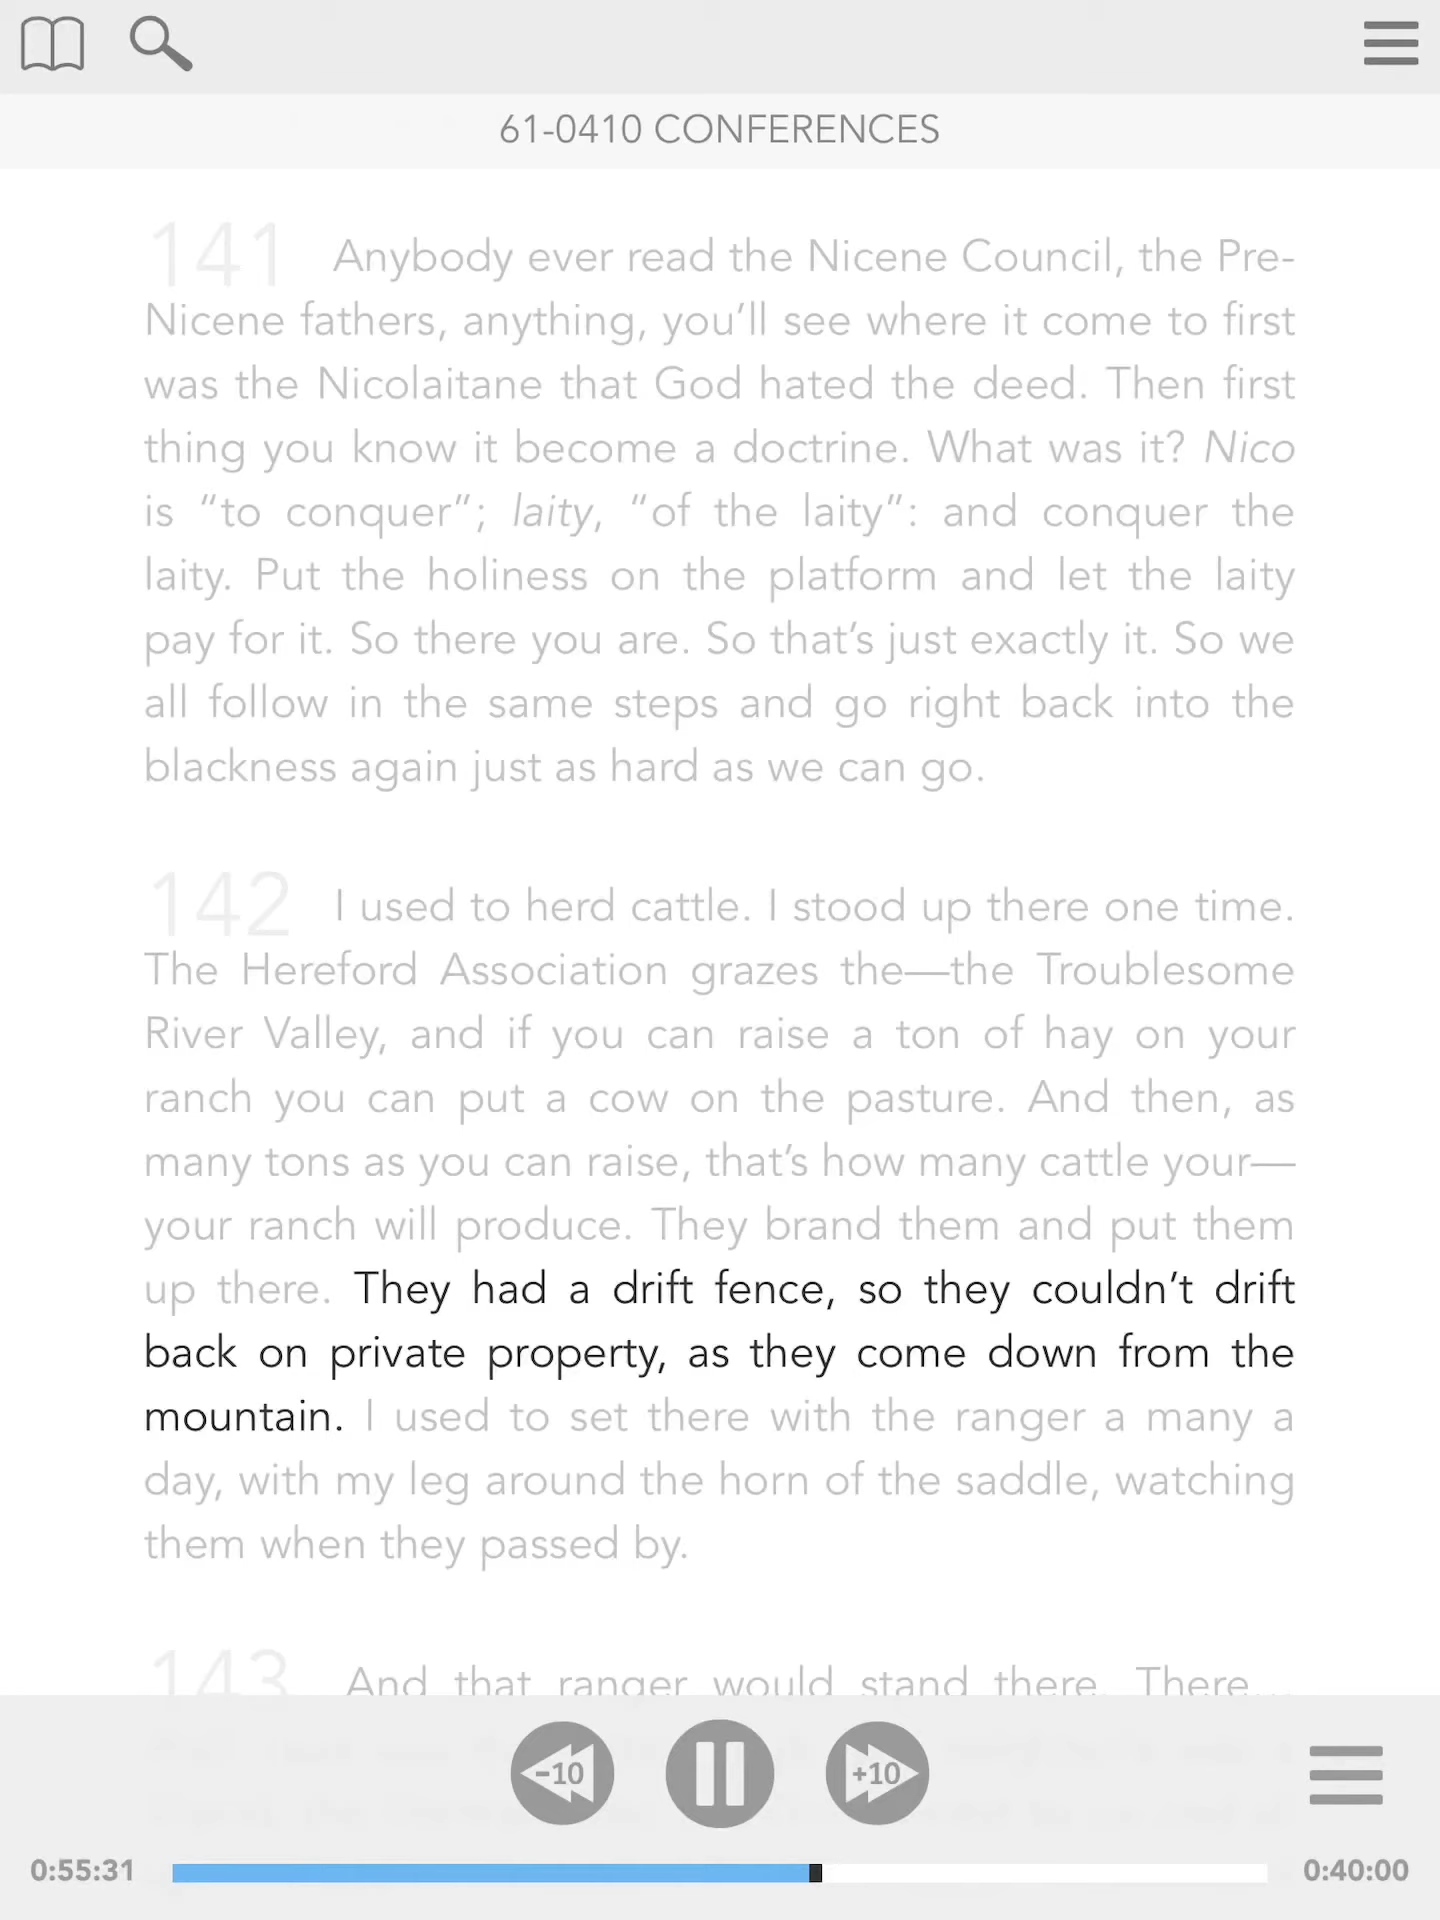 61-0410 CONFERENCES
141 Anybody ever read the Nicene Council, the Pre-
Nicene fathers, anything, you’ll see where it come to first
was the Nicolaitane that God hated the deed. Then first
thing you know it become a doctrine. What was it? Nico
is “to conquer”; laity, “of the laity”: and conquer the
laity. Put the holiness on the platform and let the laity
pay for it. So there you are. So that’s just exactly it. So we
all follow in the same steps and go right back into the
blackness again just as hard as we can go.
142 I used to herd cattle. I stood up there one time.
The Hereford Association grazes the—the Troublesome
River Valley, and if you can raise a ton of hay on your
ranch you can put a cow on the pasture. And then, as
many tons as you can raise, that’s how many cattle your—
your ranch will produce. They brand them and put them
up there. They had a drift fence, so they couldn’t drift
back on private property, as they come down from the
mountain. I used to set there with the ranger a many a
day, with my leg around the horn of the saddle, watching
them when they passed by.
143 And that ranger would stand there. There...
-10 +10
0:55:31 0:40:00